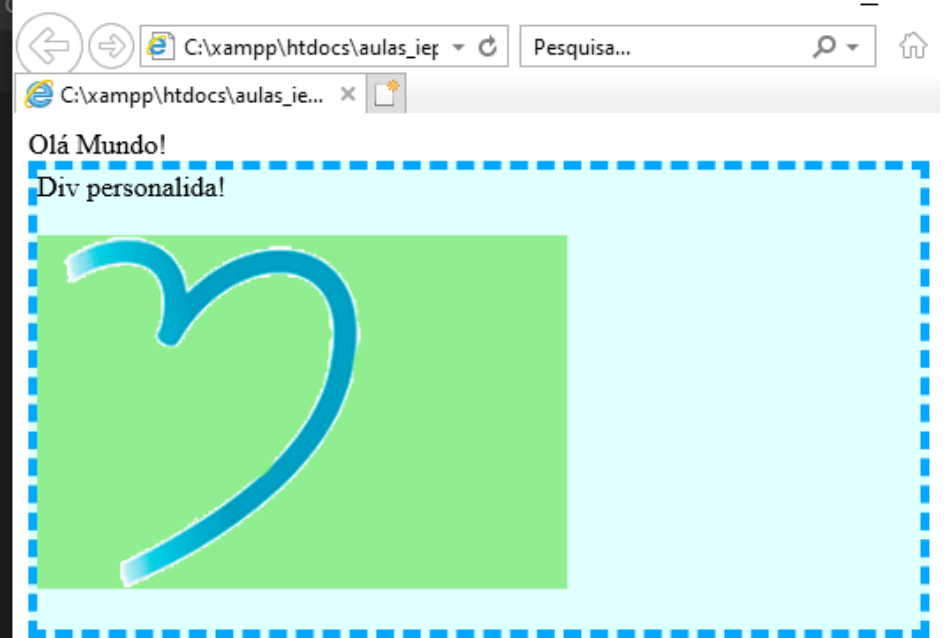 C:\xampp\htdocs\aulas_iep
Pesquisa...
C:\xampp\htdocs\aulas_ie...
Olá Mundo!
Div personalida!